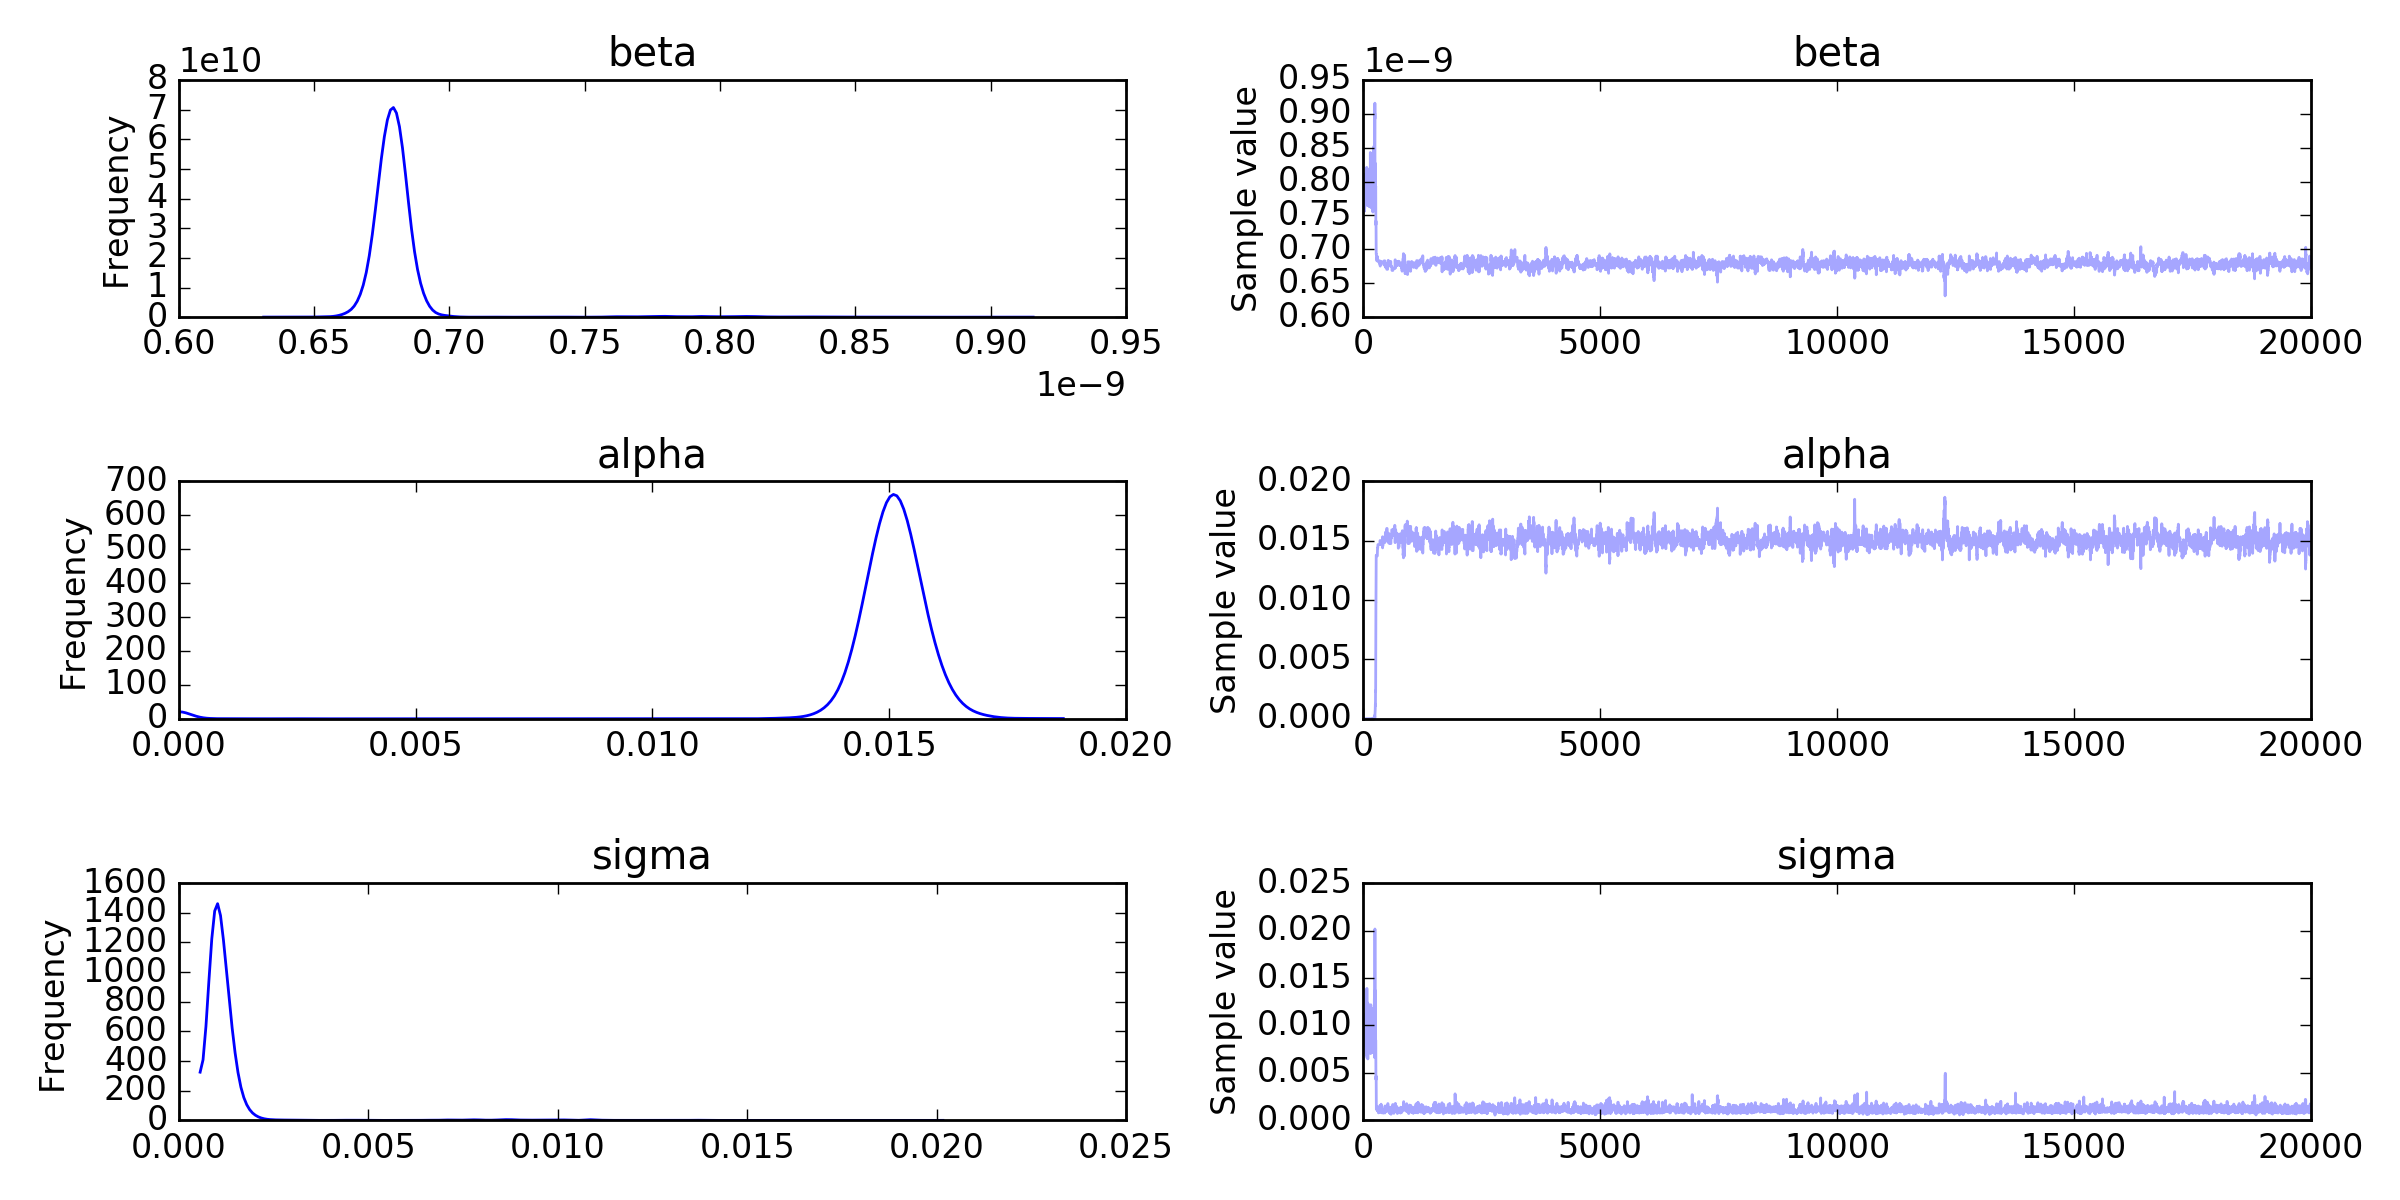 beta
1e10
Frequency
8
7
6
5
4
3
2
1
0
0.60 0.65 0.70 0.75 0.80 0.85 0.90 0.95
1e−9
beta
1e−9
Sample value
0.95
0.90
0.85
0.80
0.75
0.70
0.65
0.60
0 5000 10000 15000 20000
alpha
Frequency
700
600
500
400
300
200
100
0
0.000 0.005 0.010 0.015 0.020
alpha
Sample value
0.020
0.015
0.010
0.005
0.000
0 5000 10000 15000 20000
sigma
Frequency
1600
1400
1200
1000
800
600
400
200
0
0.000 0.005 0.010 0.015 0.020 0.025
sigma
Sample value
0.025
0.020
0.015
0.010
0.005
0.000
0 5000 10000 15000 20000